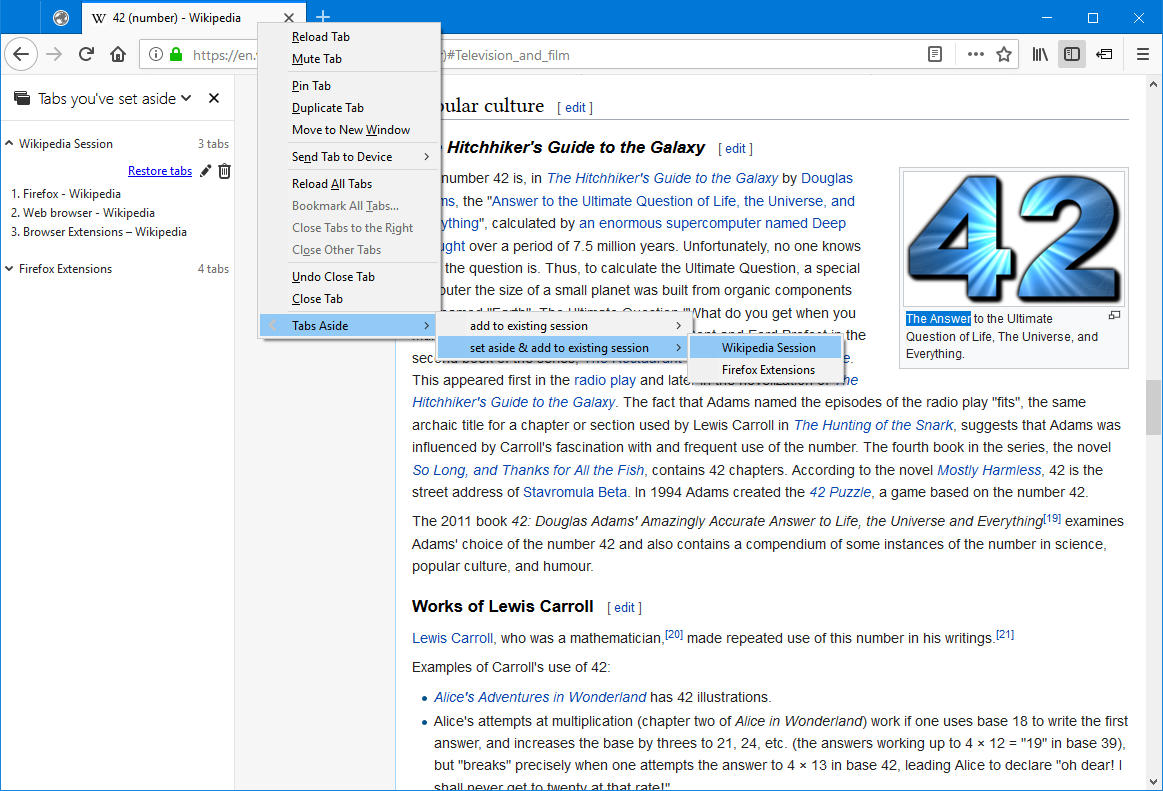 42 (number) - Wikipedia
https://en.
)#Television_and_film
Tabs you've set aside
Wikipedia Session 3 tabs
Restore tabs
1. Firefox - Wikipedia
2. Web browser - Wikipedia
3. Browser Extensions – Wikipedia
Firefox Extensions 4 tabs
Reload Tab
Mute Tab
Pin Tab
Duplicate Tab
Move to New Window
Send Tab to Device
Reload All Tabs
Bookmark All Tabs...
Close Tabs to the Right
Close Other Tabs
Undo Close Tab
Close Tab
Tabs Aside
add to existing session
set aside & add to existing session
Wikipedia Session
Firefox Extensions
culture [ edit ]
Hitchhiker's Guide to the Galaxy [ edit ]
number 42 is, in The Hitchhiker's Guide to the Galaxy by Douglas
, the "Answer to the Ultimate Question of Life, the Universe, and
", calculated by an enormous supercomputer named Deep
over a period of 7.5 million years. Unfortunately, no one knows
the question is. Thus, to calculate the Ultimate Question, a special
the size of a small planet was built from organic components
named "Earth". The Ultimate Question "What do you get when you
and Ford Prefect in the
second book of the series, The Restaurant
This appeared first in the radio play and later in the novelization of The
Hitchhiker's Guide to the Galaxy. The fact that Adams named the episodes of the radio play "fits", the same
archaic title for a chapter or section used by Lewis Carroll in The Hunting of the Snark, suggests that Adams was
influenced by Carroll's fascination with and frequent use of the number. The fourth book in the series, the novel
So Long, and Thanks for All the Fish, contains 42 chapters. According to the novel Mostly Harmless, 42 is the
street address of Stavromula Beta. In 1994 Adams created the 42 Puzzle, a game based on the number 42.
The 2011 book 42: Douglas Adams' Amazingly Accurate Answer to Life, the Universe and Everything[19] examines
Adams' choice of the number 42 and also contains a compendium of some instances of the number in science,
popular culture, and humour.
42
The Answer to the Ultimate
Question of Life, The Universe, and
Everything.
Works of Lewis Carroll [ edit ]
Lewis Carroll, who was a mathematician,[20] made repeated use of this number in his writings.[21]
Examples of Carroll's use of 42:
• Alice's Adventures in Wonderland has 42 illustrations.
• Alice's attempts at multiplication (chapter two of Alice in Wonderland) work if one uses base 18 to write the first
answer, and increases the base by threes to 21, 24, etc. (the answers working up to 4 × 12 = "19" in base 39),
but "breaks" precisely when one attempts the answer to 4 × 13 in base 42, leading Alice to declare "oh dear! I
shall never get to twenty at that rate!"